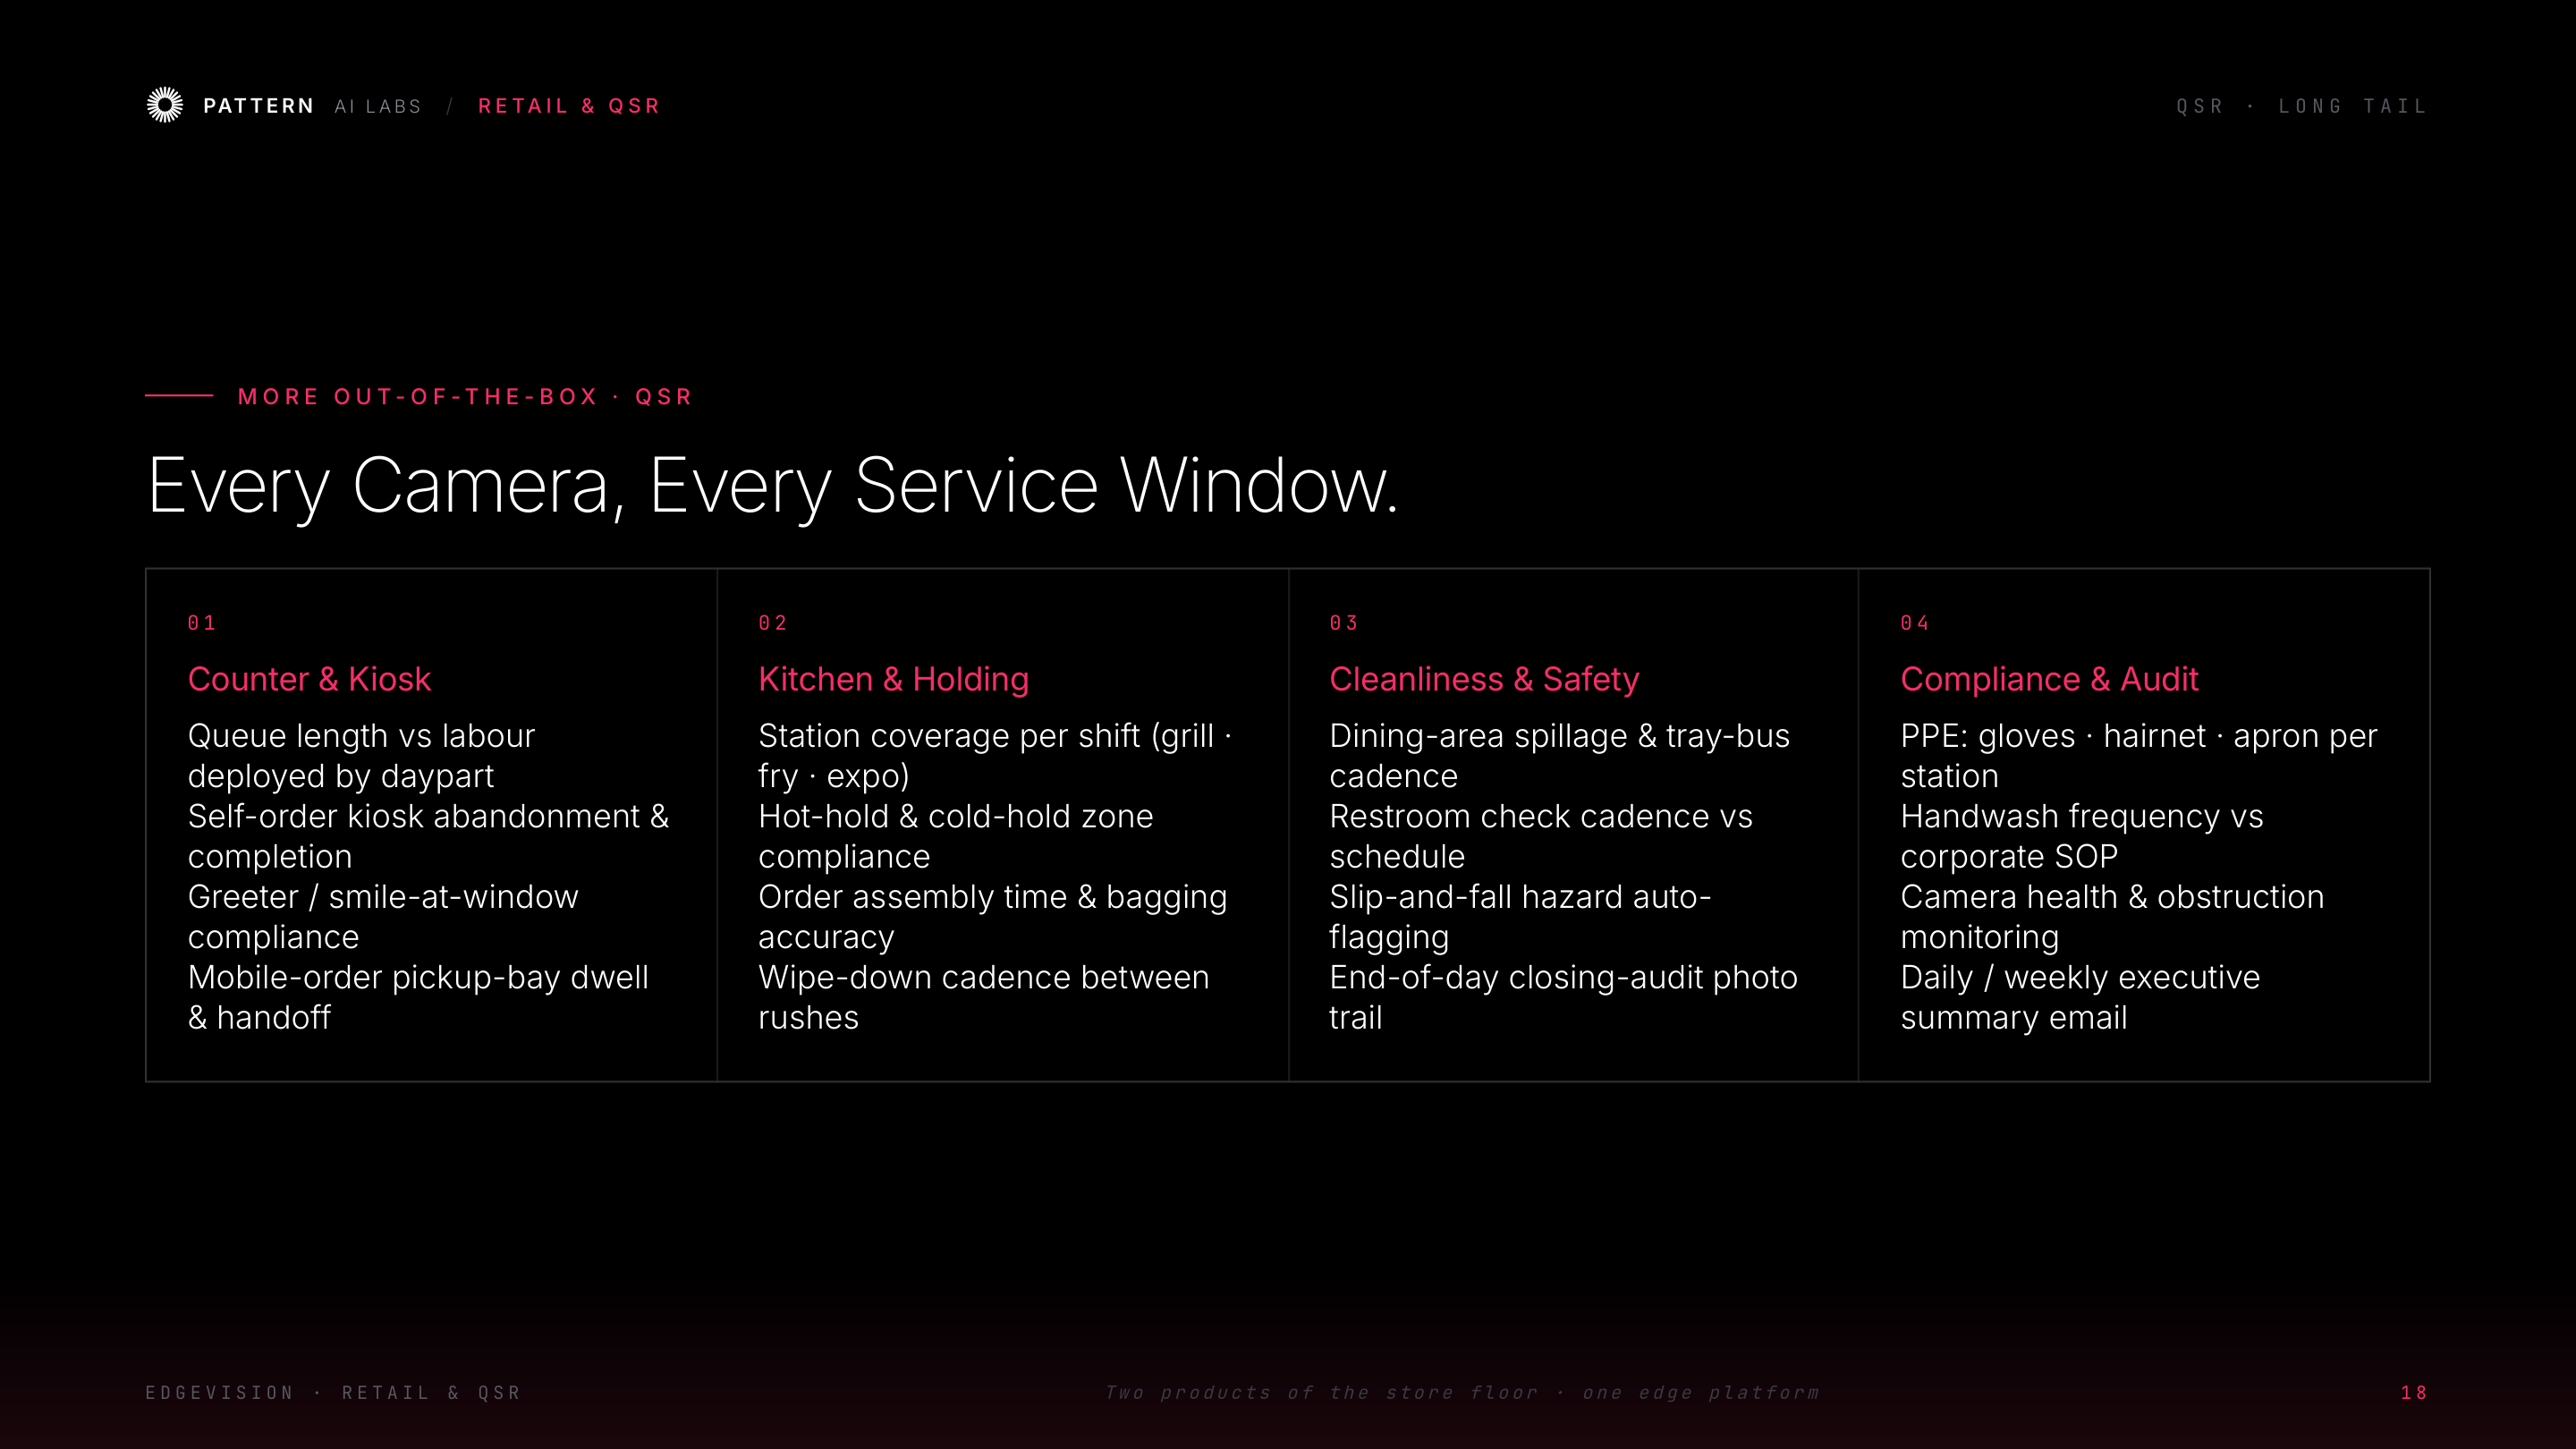 PATTERN AI LABS / RETAIL & QSR
QSR · LONG TAIL
MORE OUT-OF-THE-BOX · QSR
Every Camera, Every Service Window.
01
Counter & Kiosk
Queue length vs labour
deployed by daypart
Self-order kiosk abandonment &
completion
Greeter / smile-at-window
compliance
Mobile-order pickup-bay dwell
& handoff
02
Kitchen & Holding
Station coverage per shift (grill ·
fry · expo)
Hot-hold & cold-hold zone
compliance
Order assembly time & bagging
accuracy
Wipe-down cadence between
rushes
03
Cleanliness & Safety
Dining-area spillage & tray-bus
cadence
Restroom check cadence vs
schedule
Slip-and-fall hazard auto-
flagging
End-of-day closing-audit photo
trail
04
Compliance & Audit
PPE: gloves · hairnet · apron per
station
Handwash frequency vs
corporate SOP
Camera health & obstruction
monitoring
Daily / weekly executive
summary email
EDGEVISION · RETAIL & QSR
Two products of the store floor · one edge platform
18